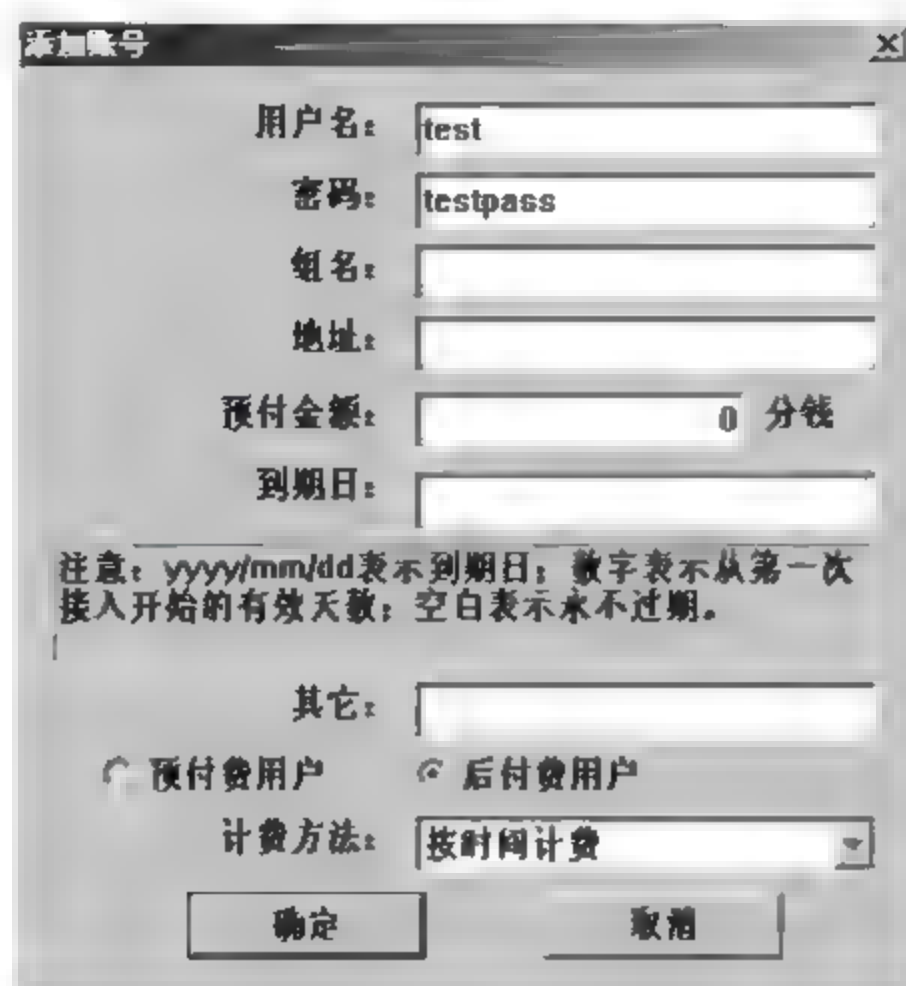 添加账号
用户名： test
密码： testpass
组名：
地址：
预付金额： 0 分钱
到期日：
注意：yyyy/mm/dd表示到期日；数字表示从第一次
接入开始的有效天数；空白表示永不过期。
其它：
预付费用户 后付费用户
计费方法： 按时间计费
确定 取消